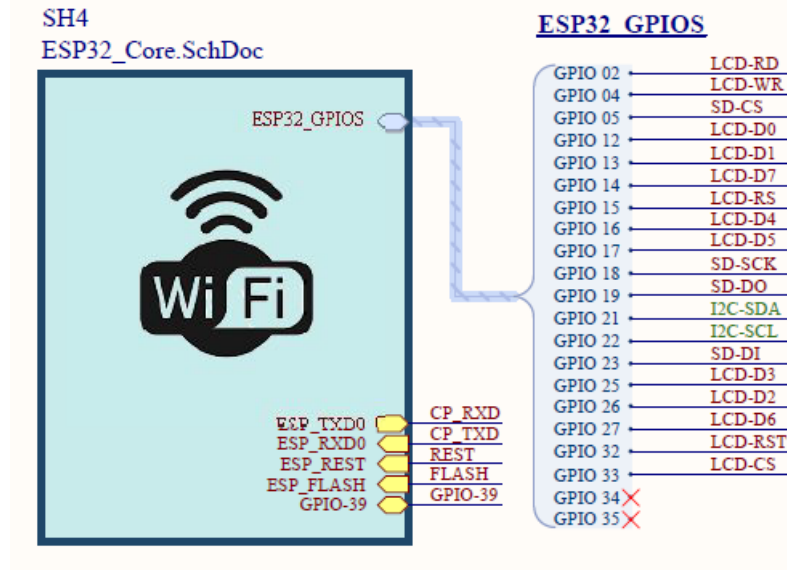 SH4
ESP32_Core.SchDoc
ESP32_GPIOS
WiFi
ESP_TXD0 CP_RXD
ESP_RXD0 CP_TXD
ESP_REST REST
ESP_FLASH FLASH
GPIO-39 GPIO-39
ESP32 GPIOS
GPIO 02 LCD-RD
GPIO 04 LCD-WR
GPIO 05 SD-CS
GPIO 12 LCD-D0
GPIO 13 LCD-D1
GPIO 14 LCD-D7
GPIO 15 LCD-RS
GPIO 16 LCD-D4
GPIO 17 LCD-D5
GPIO 18 SD-SCK
GPIO 19 SD-DO
GPIO 21 I2C-SDA
GPIO 22 I2C-SCL
GPIO 23 SD-DI
GPIO 25 LCD-D3
GPIO 26 LCD-D2
GPIO 27 LCD-D6
GPIO 32 LCD-RST
GPIO 33 LCD-CS
GPIO 34
GPIO 35